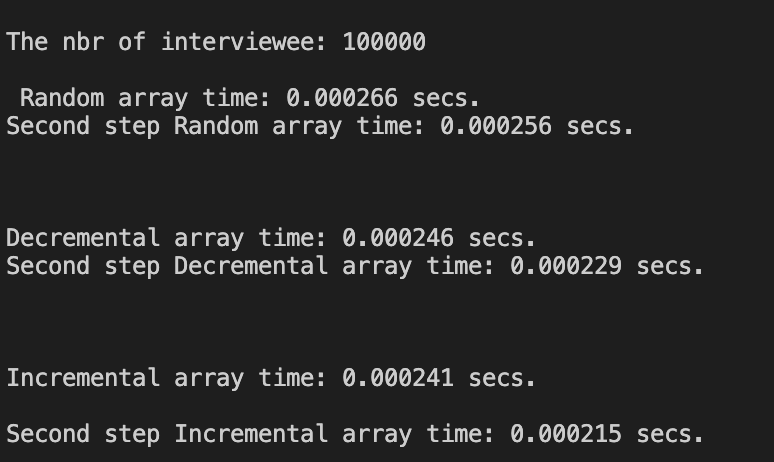 The nbr of interviewee: 100000
Random array time: 0.000266 secs.
Second step Random array time: 0.000256 secs.
Decremental array time: 0.000246 secs.
Second step Decremental array time: 0.000229 secs.
Incremental array time: 0.000241 secs.
Second step Incremental array time: 0.000215 secs.